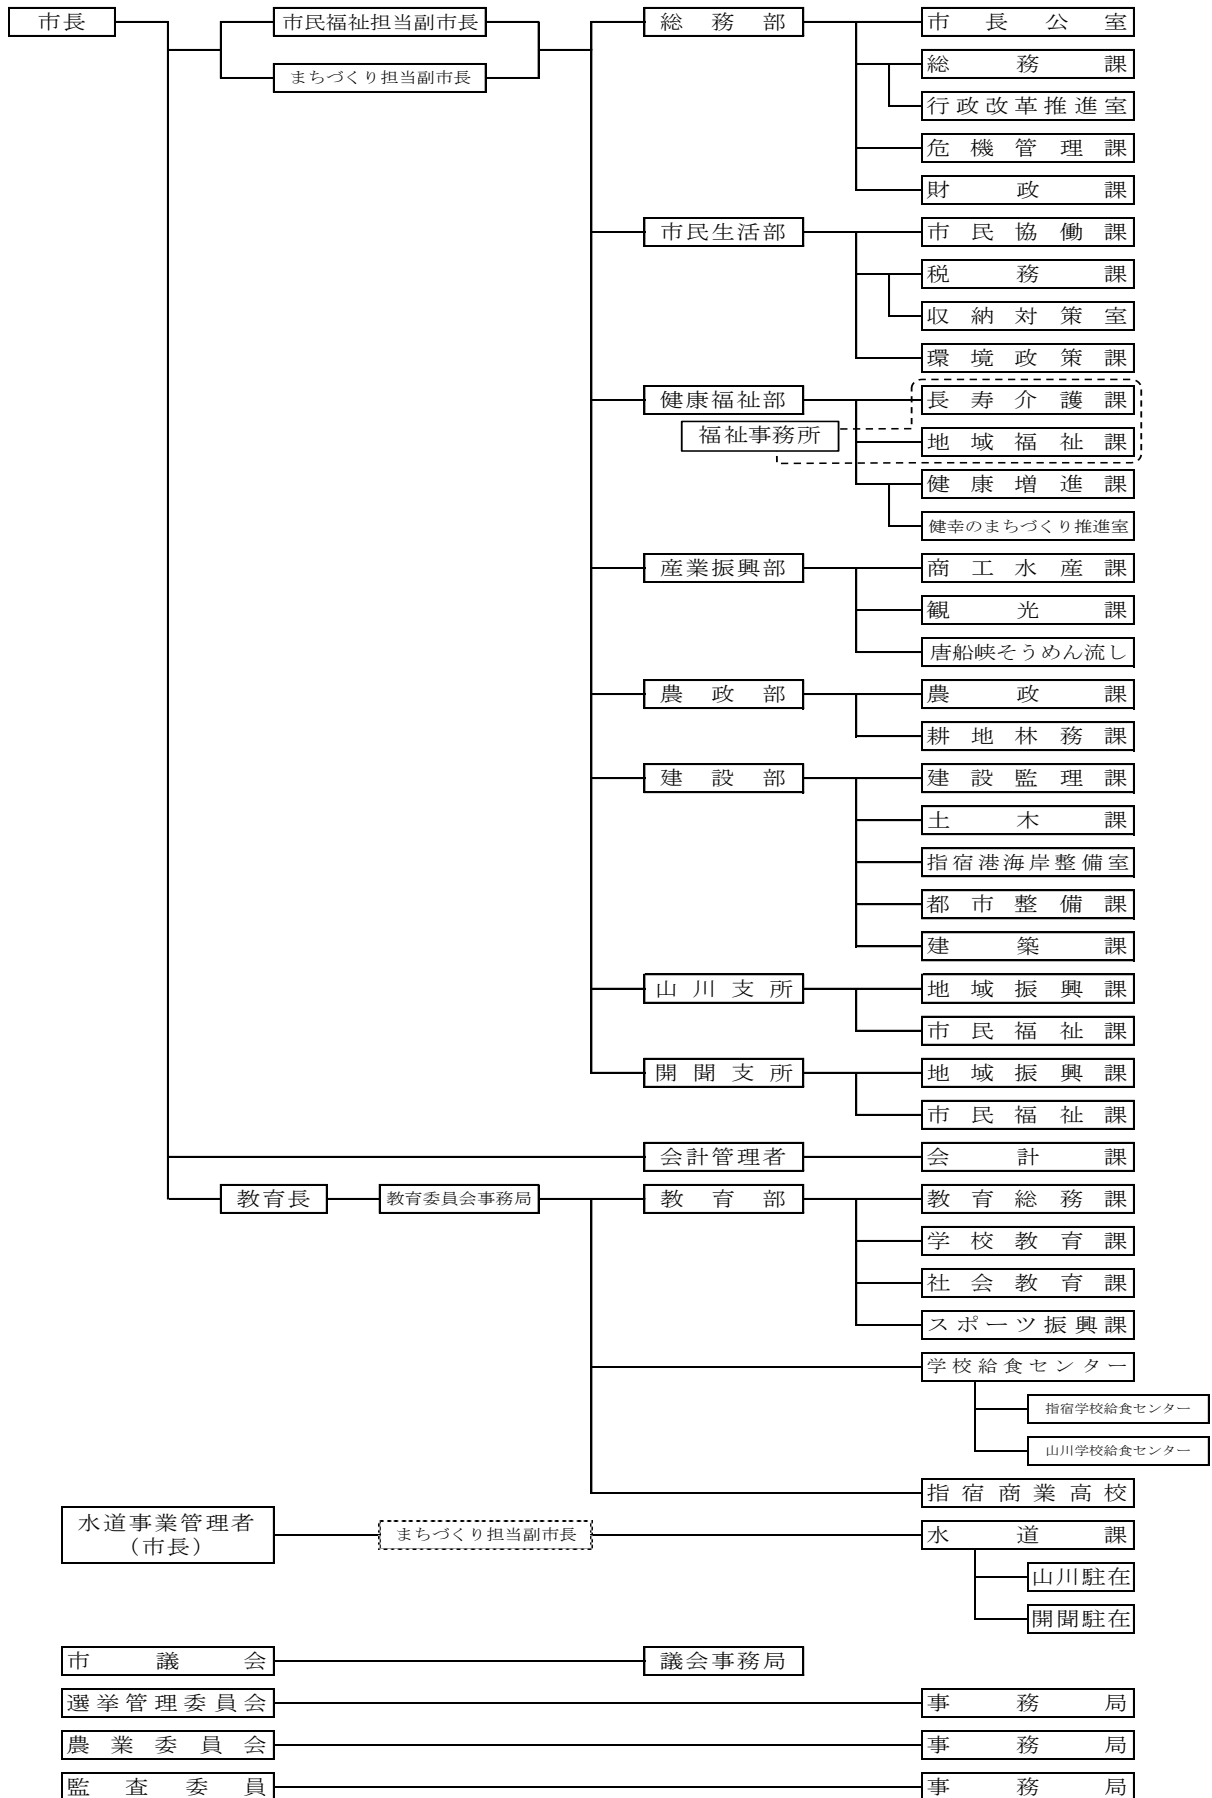 市長
市民福祉担当副市長
総務部
市長公室
まちづくり担当副市長
総務課
行政改革推進室
危機管理課
財政課
市民生活部
市民協働課
税務課
収納対策室
環境政策課
健康福祉部
長寿介護課
福祉事務所
地域福祉課
健康増進課
健幸のまちづくり推進室
産業振興部
商工水産課
観光課
唐船峡そうめん流し
農政部
農政課
耕地林務課
建設部
建設監理課
土木課
指宿港海岸整備室
都市整備課
建築課
山川支所
地域振興課
市民福祉課
開聞支所
地域振興課
市民福祉課
会計管理者
会計課
教育長
教育委員会事務局
教育部
教育総務課
学校教育課
社会教育課
スポーツ振興課
学校給食センター
指宿学校給食センター
山川学校給食センター
指宿商業高校
水道事業管理者
（市長）
まちづくり担当副市長
水道課
山川駐在
開聞駐在
市議会
議会事務局
選挙管理委員会
事務局
農業委員会
事務局
監査委員
事務局